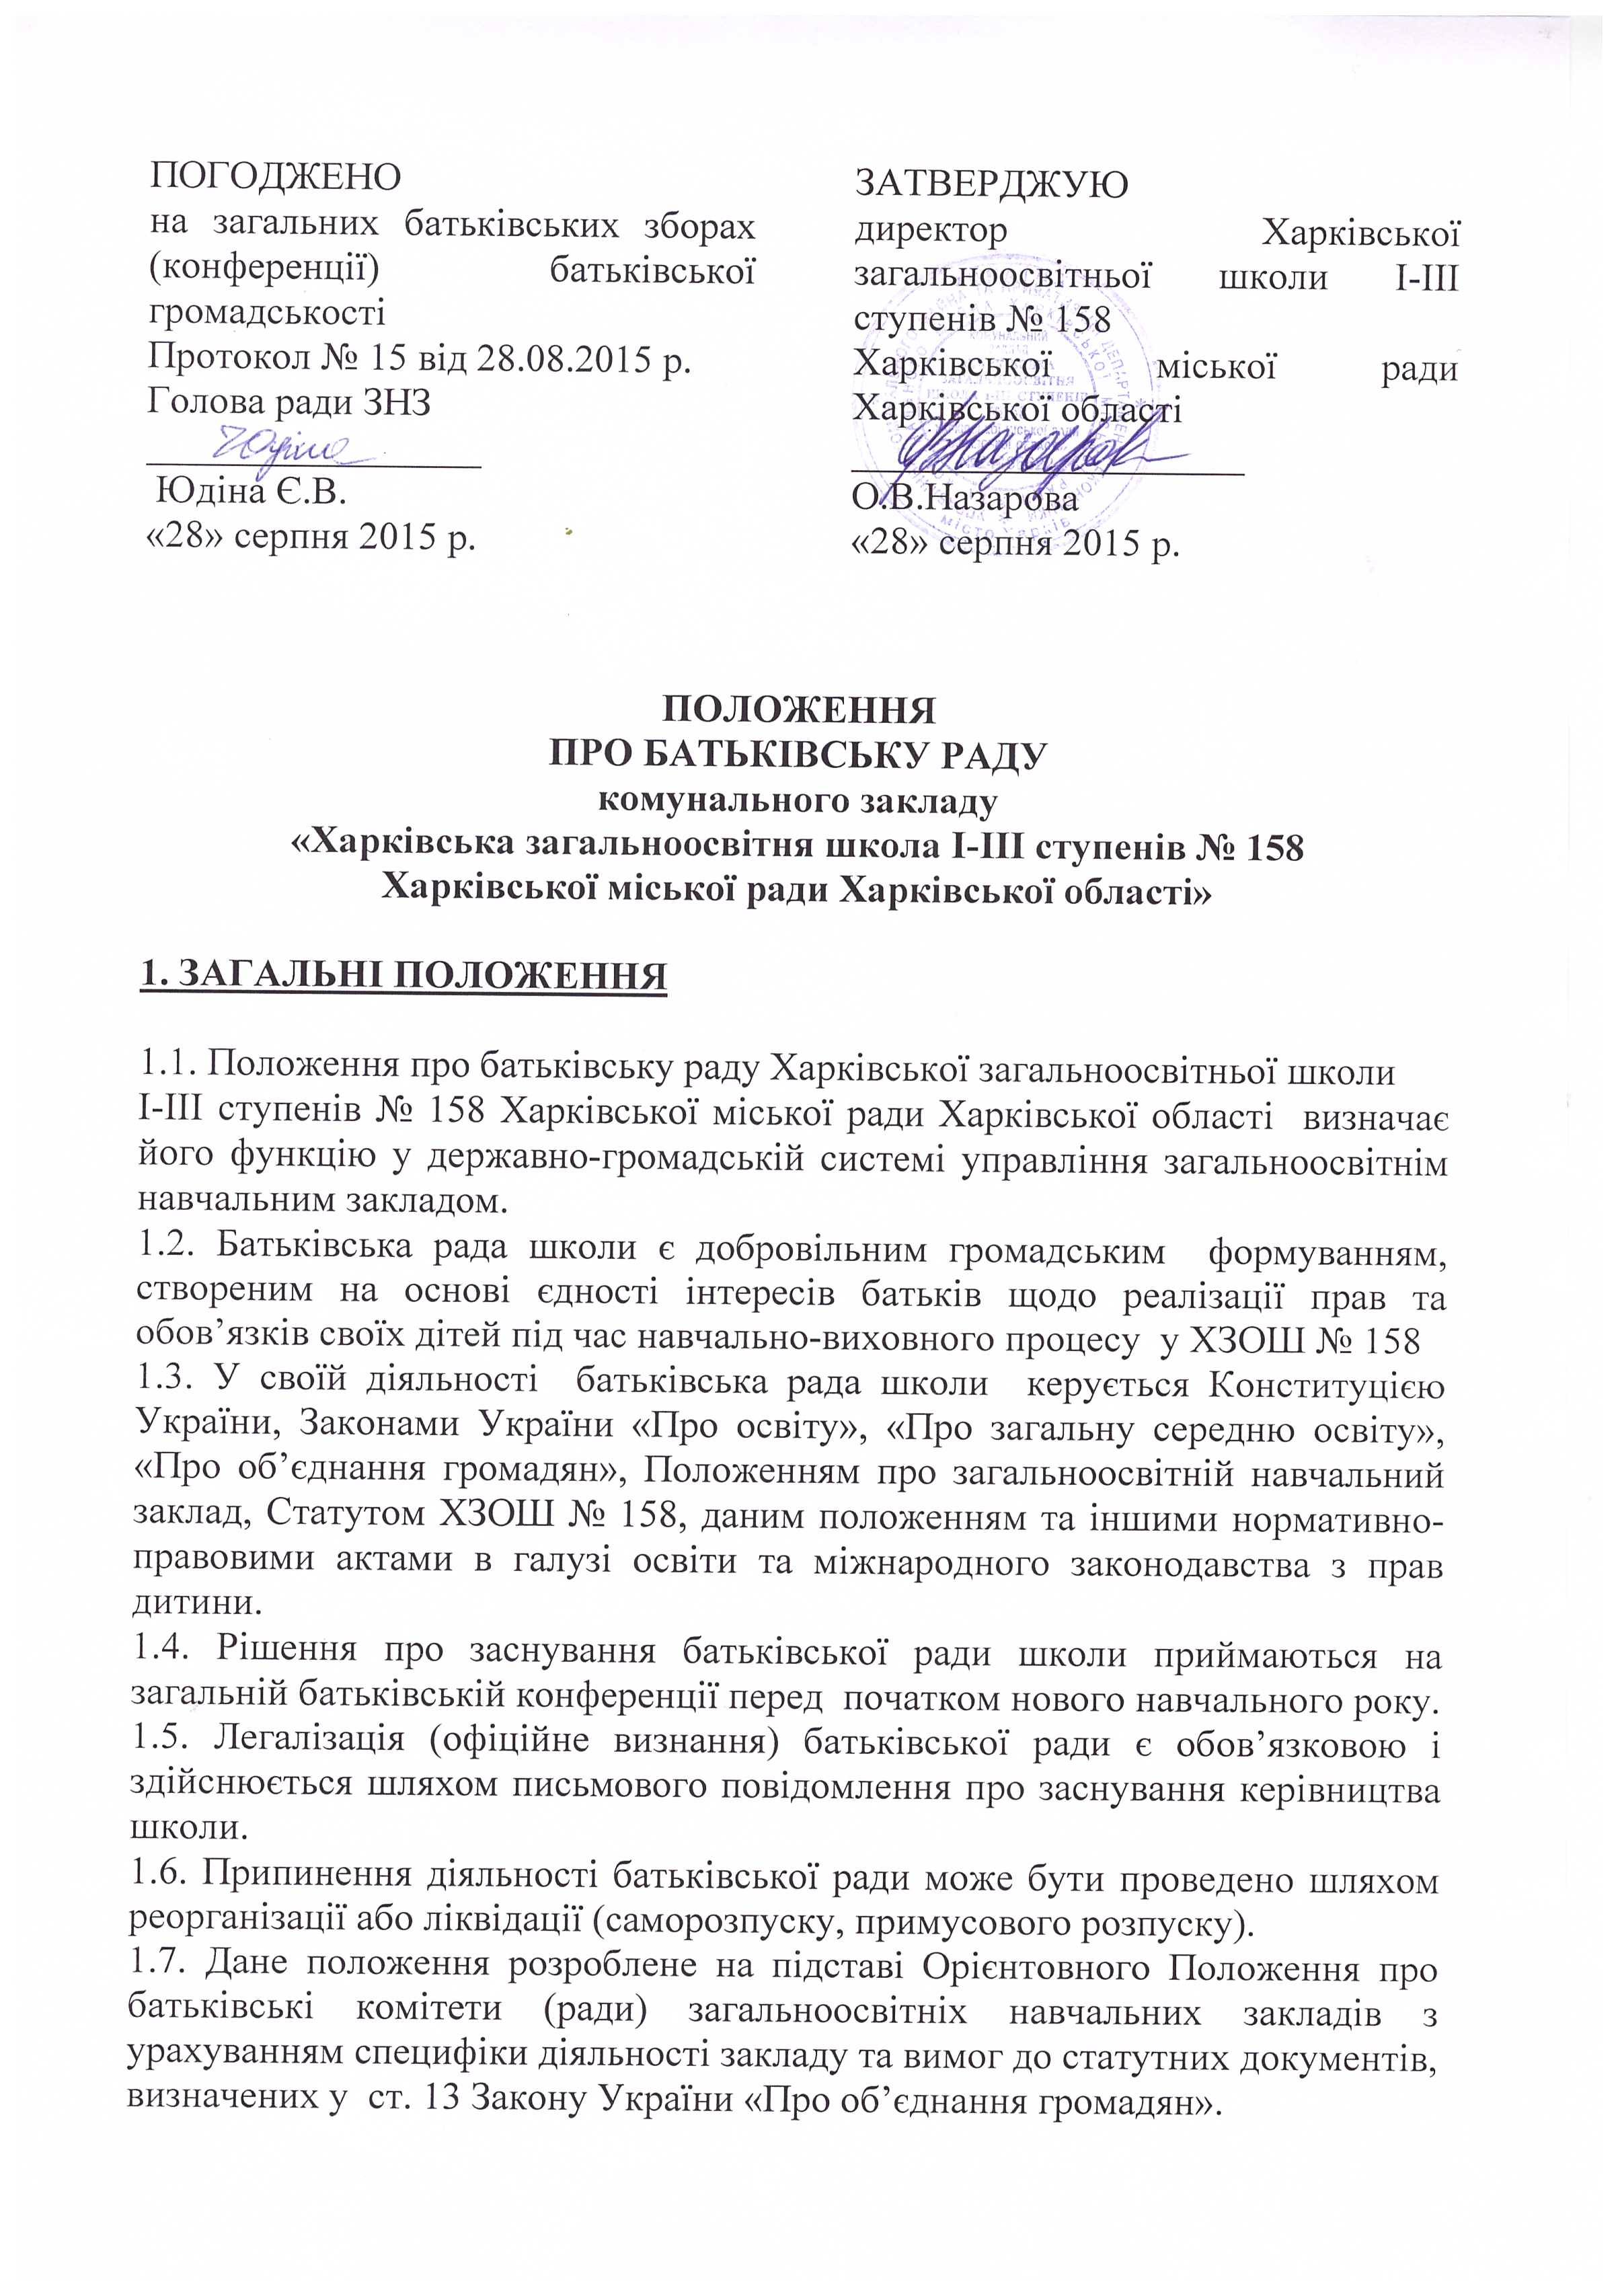 ПОГОДЖЕНО
на загальних батьківських зборах
(конференції) батьківської
громадськості
Протокол № 15 від 28.08.2015 р.
Голова ради ЗНЗ
Юдіна Є.В.
«28» серпня 2015 р.
ЗАТВЕРДЖУЮ
директор Харківської
загальноосвітньої школи І-ІІІ
ступенів № 158
Харківської міської ради
Харківської області
О.В.Назарова
«28» серпня 2015 р.
ПОЛОЖЕННЯ
ПРО БАТЬКІВСЬКУ РАДУ
комунального закладу
«Харківська загальноосвітня школа І-ІІІ ступенів № 158
Харківської міської ради Харківської області»
1. ЗАГАЛЬНІ ПОЛОЖЕННЯ
1.1. Положення про батьківську раду Харківської загальноосвітньої школи
І-ІІІ ступенів № 158 Харківської міської ради Харківської області визначає
його функцію у державно-громадській системі управління загальноосвітнім
навчальним закладом.
1.2. Батьківська рада школи є добровільним громадським формуванням,
створеним на основі єдності інтересів батьків щодо реалізації прав та
обов’язків своїх дітей під час навчально-виховного процесу у ХЗОШ № 158
1.3. У своїй діяльності батьківська рада школи керується Конституцією
України, Законами України «Про освіту», «Про загальну середню освіту»,
«Про об’єднання громадян», Положенням про загальноосвітній навчальний
заклад, Статутом ХЗОШ № 158, даним положенням та іншими нормативно-
правовими актами в галузі освіти та міжнародного законодавства з прав
дитини.
1.4. Рішення про заснування батьківської ради школи приймаються на
загальній батьківській конференції перед початком нового навчального року.
1.5. Легалізація (офіційне визнання) батьківської ради є обов’язковою і
здійснюється шляхом письмового повідомлення про заснування керівництва
школи.
1.6. Припинення діяльності батьківської ради може бути проведено шляхом
реорганізації або ліквідації (саморозпуску, примусового розпуску).
1.7. Дане положення розроблене на підставі Орієнтовного Положення про
батьківські комітети (ради) загальноосвітніх навчальних закладів з
урахуванням специфіки діяльності закладу та вимог до статутних документів,
визначених у ст. 13 Закону України «Про об’єднання громадян».